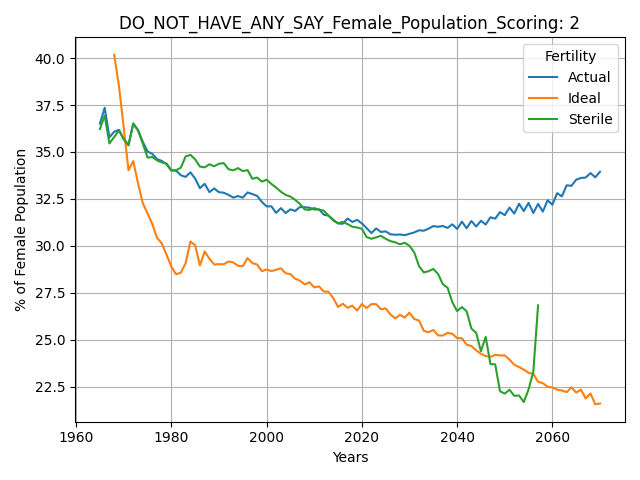 DO_NOT_HAVE_ANY_SAY_Female_Population_Scoring: 2
Fertility
Actual
Ideal
Sterile
% of Female Population
40.0
37.5
35.0
32.5
30.0
27.5
25.0
22.5
1960 1980 2000 2020 2040 2060
Years